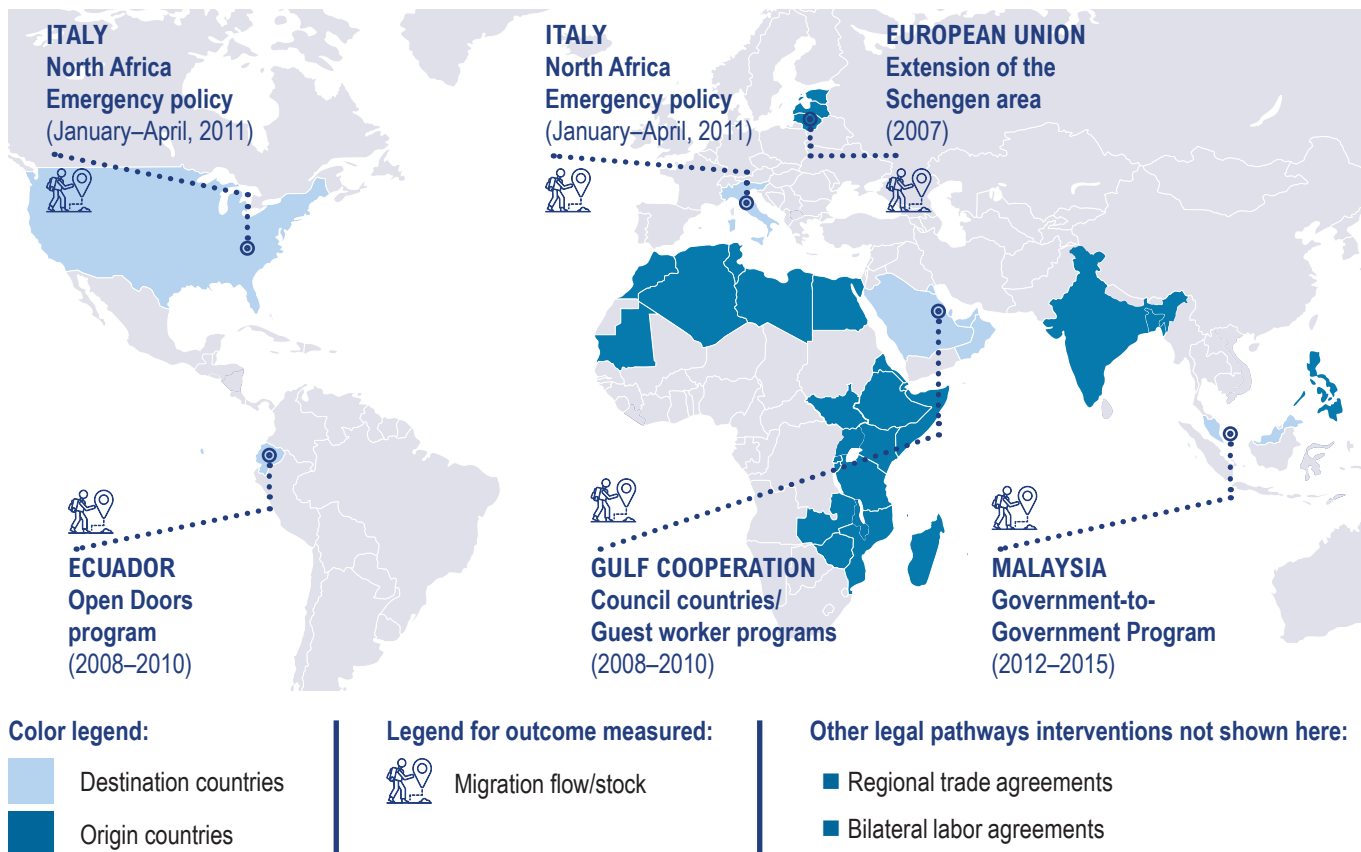 ITALY
North Africa
Emergency policy
(January–April, 2011)
ITALY
North Africa
Emergency policy
(January–April, 2011)
EUROPEAN UNION
Extension of the
Schengen area
(2007)
ECUADOR
Open Doors
program
(2008–2010)
GULF COOPERATION
Council countries/
Guest worker programs
(2008–2010)
MALAYSIA
Government-to-
Government Program
(2012–2015)
Color legend:
Destination countries
Origin countries
Legend for outcome measured:
Migration flow/stock
Other legal pathways interventions not shown here:
Regional trade agreements
Bilateral labor agreements